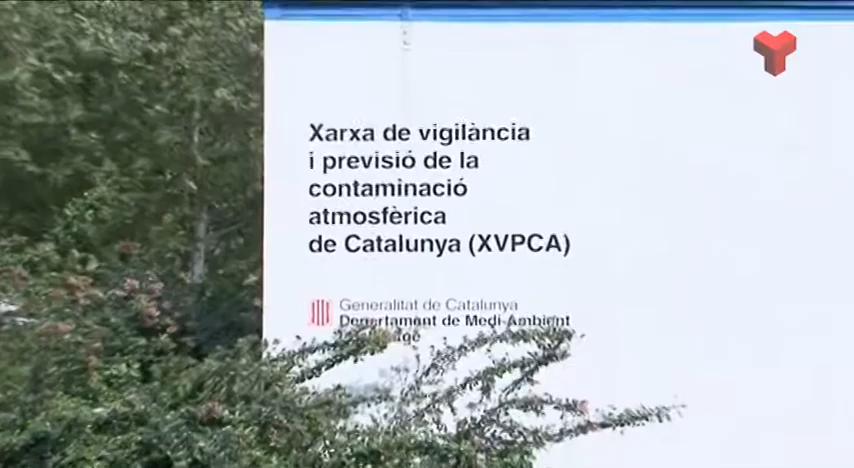 Xarxa de vigilància
i previsió de la
contaminació
atmosfèrica
de Catalunya (XVPCA)
Generalitat de Catalunya
Departament de Medi Ambient